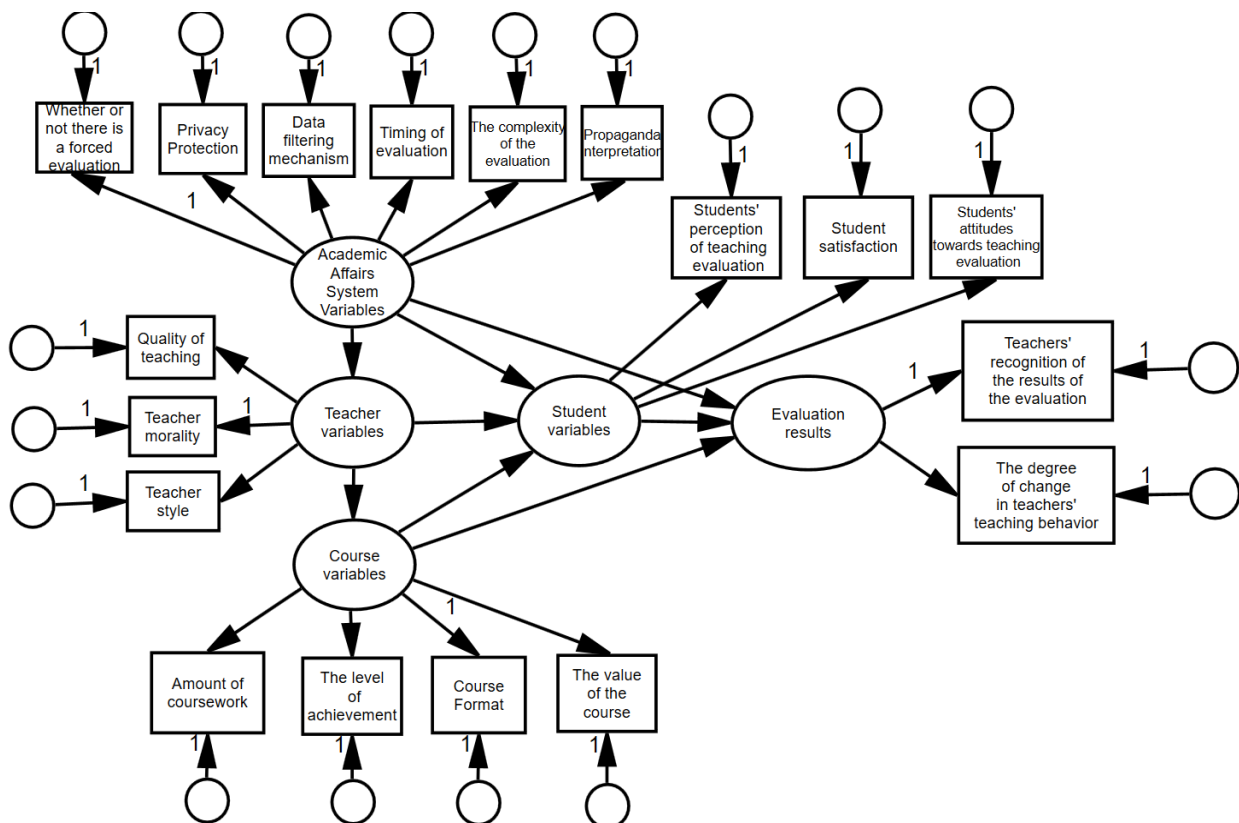 1
1
1
1
1
1
Whether or
not there is
a forced
evaluation
Privacy
Protection
Data
filtering
mechanism
Timing of
evaluation
The complexity
of the
evaluation
Propaganda
nterpretation
1
1
1
1
Students'
perception
of teaching
evaluation
Student
satisfaction
Students'
attitudes
towards teaching
evaluation
Academic
Affairs
System
Variables
1
Quality of
teaching
1
Teacher
morality
1
1
Teacher
style
Teacher
variables
Student
variables
Evaluation
results
1
Teachers'
recognition of
the results of
the evaluation
1
The degree
of change
in teachers'
teaching behavior
1
Course
variables
1
Amount of
coursework
The level
of
achievement
Course
Format
The value
of the
course
1
1
1
1